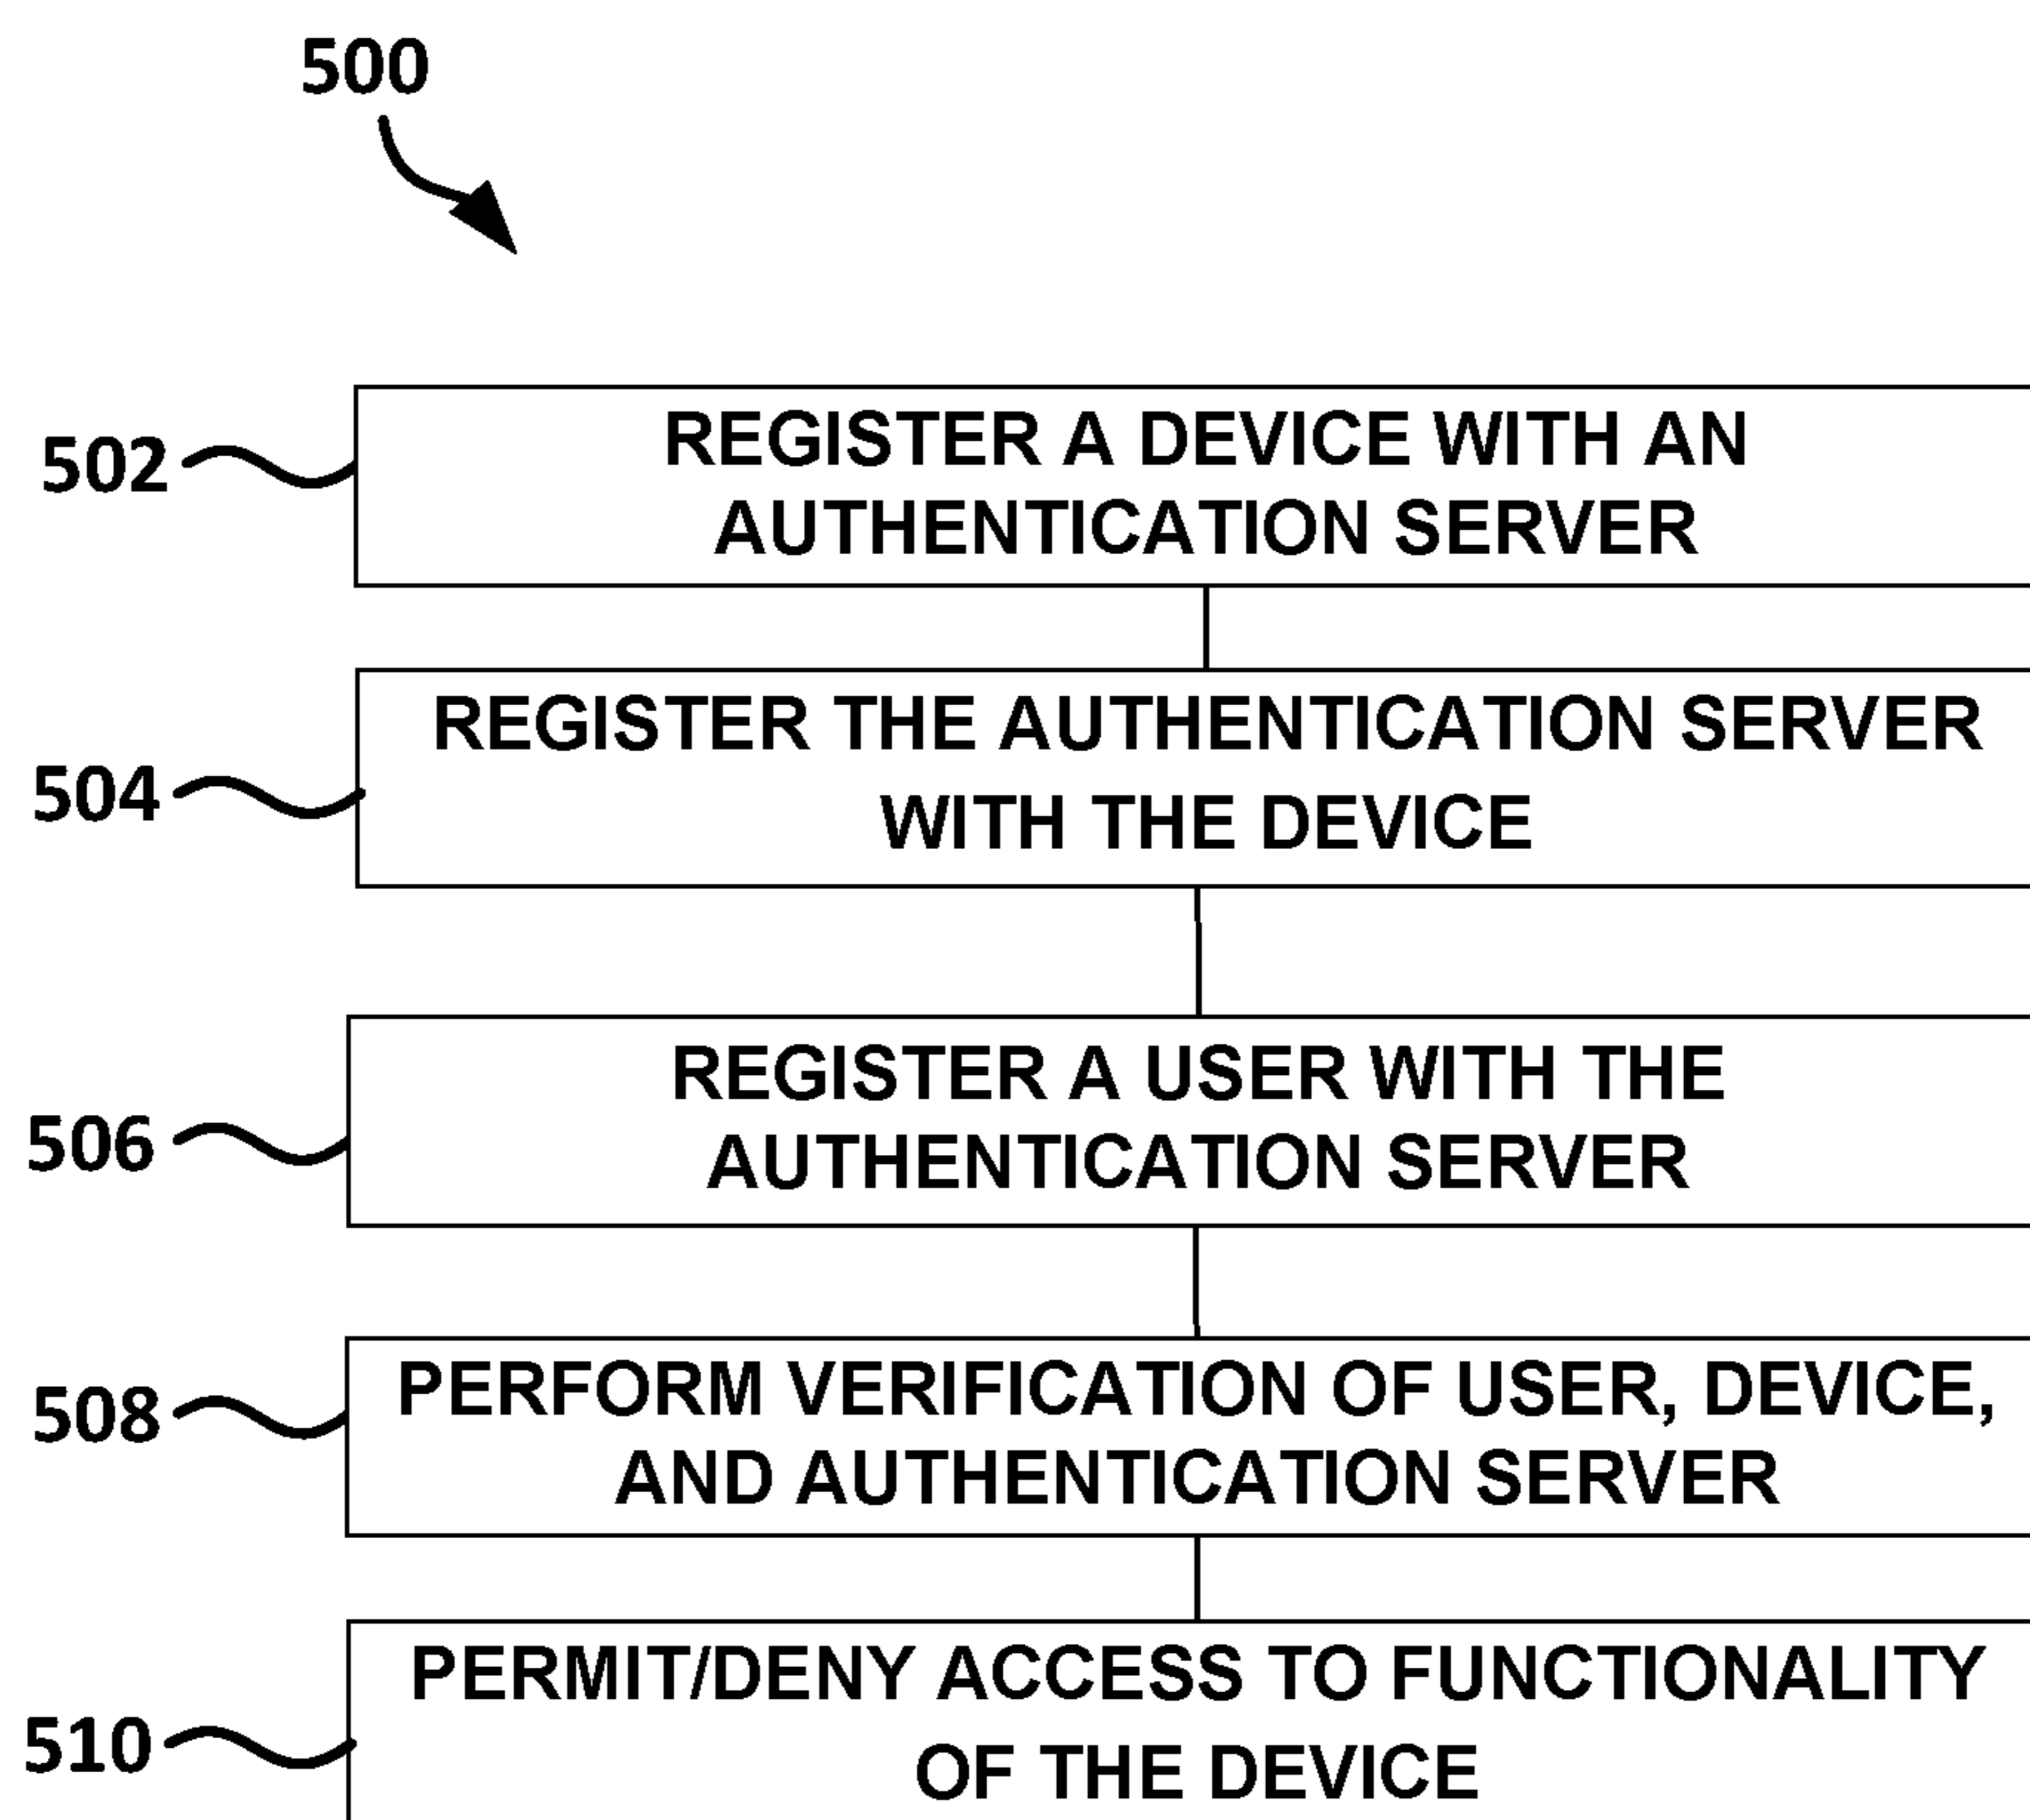 500
502
REGISTER A DEVICE WITH AN
AUTHENTICATION SERVER
504
REGISTER THE AUTHENTICATION SERVER
WITH THE DEVICE
506
REGISTER A USER WITH THE
AUTHENTICATION SERVER
508
PERFORM VERIFICATION OF USER, DEVICE,
AND AUTHENTICATION SERVER
510
PERMIT/DENY ACCESS TO FUNCTIONALITY
OF THE DEVICE